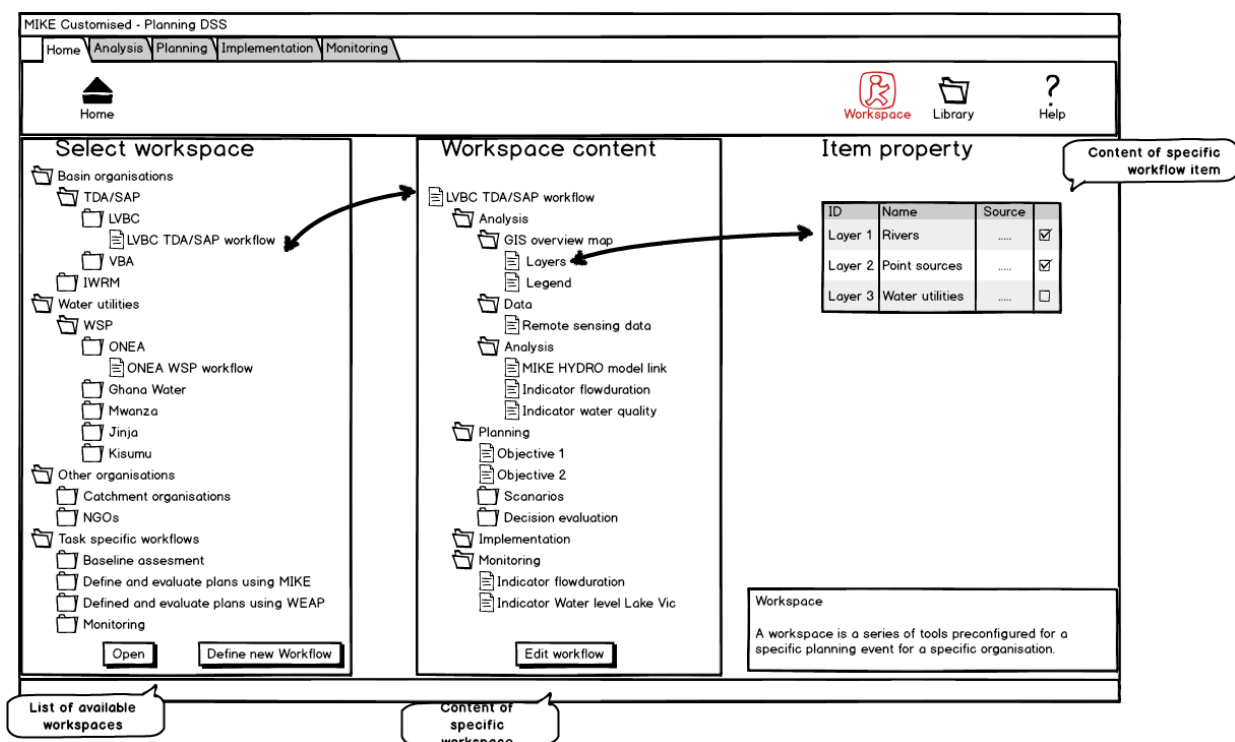 MIKE Customised - Planning DSS
Home Analysis Planning Implementation Monitoring
Home
Workspace
Library
Help
Select workspace
Basin organisations
TDA/SAP
LVBC
LVBC TDA/SAP workflow
VBA
IWRM
Water utilities
WSP
ONEA
ONEA WSP workflow
Ghana Water
Mwanza
Jinja
Kisumu
Other organisations
Catchment organisations
NGOs
Task specific workflows
Baseline assesment
Define and evaluate plans using MIKE
Defined and evaluate plans using WEAP
Monitoring
Open
Define new Workflow
Workspace content
LVBC TDA/SAP workflow
Analysis
GIS overview map
Layers
Legend
Data
Remote sensing data
Analysis
MIKE HYDRO model link
Indicator flowduration
Indicator water quality
Planning
Objective 1
Objective 2
Scanarios
Decision evaluation
Implementation
Monitoring
Indicator flowduration
Indicator Water level Lake Vic
Edit workflow
Item property
Content of specific
workflow item
ID Name Source
Layer 1 Rivers .....
Layer 2 Point sources .....
Layer 3 Water utilities .....
Workspace
A workspace is a series of tools preconfigured for a
specific planning event for a specific organisation.
List of available
workspaces
Content of
specific
workspace